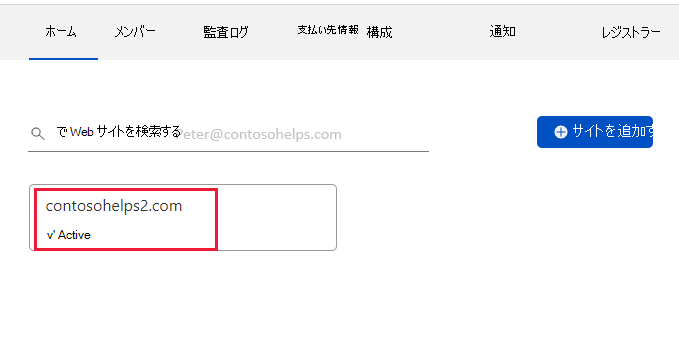 ホーム メンバー 監査ログ 支払い先情報 構成 通知 レジストラー
で Web サイトを検索する eter@contosohelps.com
サイトを追加す
contosohelps2.com
v' Active